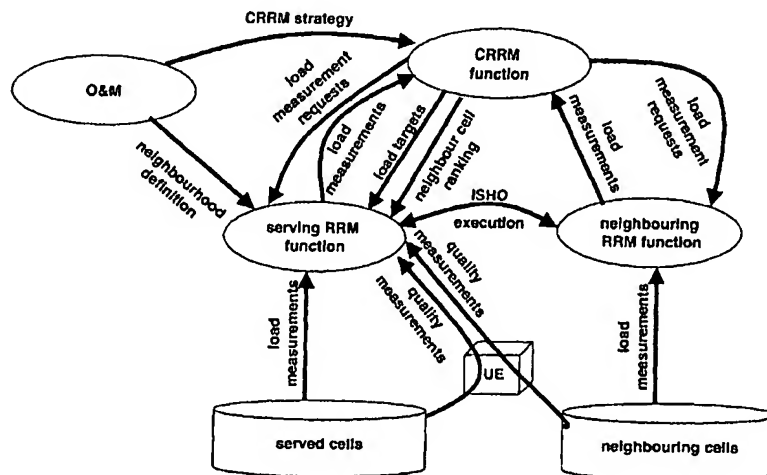 CRRM strategy
O&M
CRRM
function
load
measurement
requests
load
measurements
load targets
neighbour cell
ranking
load
measurements
load
measurement
requests
neighbourhood
definition
serving RRM
function
ISHO
execution
neighbouring
RRM function
quality
measurements
quality
measurements
load
measurements
UE
load
measurements
served cells
neighbouring cells